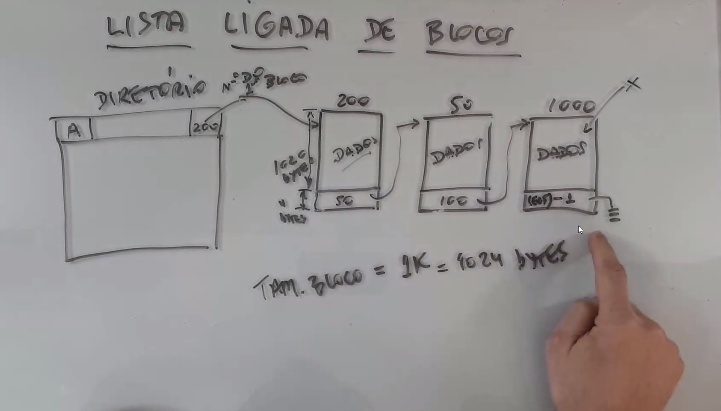 LISTA LIGADA DE BLOCOS
DIRETÓRIO
Nº DO 1º BLOCO
A
200
200
50
1000
1020 BYTES
DADOS
DADOS
DADOS
4 BYTES
50
100
-1
TAM. BLOCO = 1K = 1024 BYTES